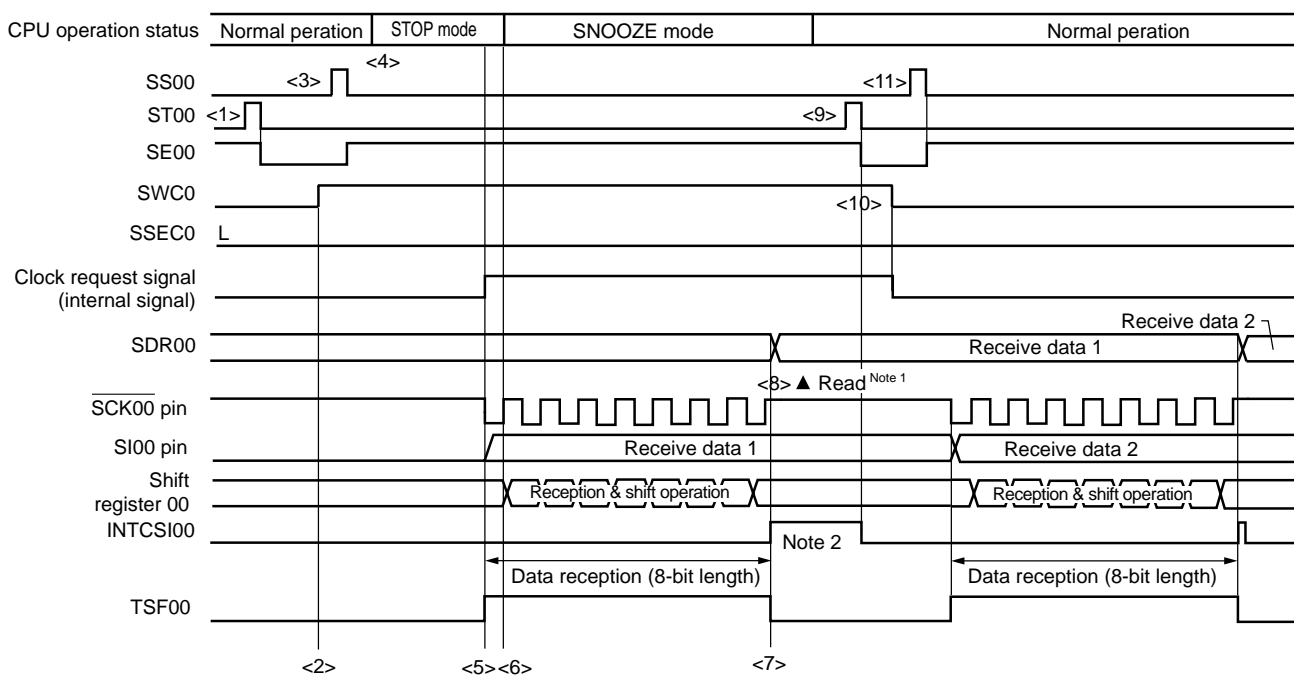 CPU operation status Normal peration STOP mode SNOOZE mode Normal peration
<4>
SS00 <3> <11>
ST00 <1> <9>
SE00
SWC0 <10>
SSEC0 L
Clock request signal
(internal signal)
Receive data 2
SDR00 Receive data 1
<8> ▲ Read Note 1
SCK00 pin
SI00 pin Receive data 1 Receive data 2
Shift
register 00 Reception & shift operation Reception & shift operation
INTCSI00 Note 2
Data reception (8-bit length) Data reception (8-bit length)
TSF00
<2> <5> <6> <7>